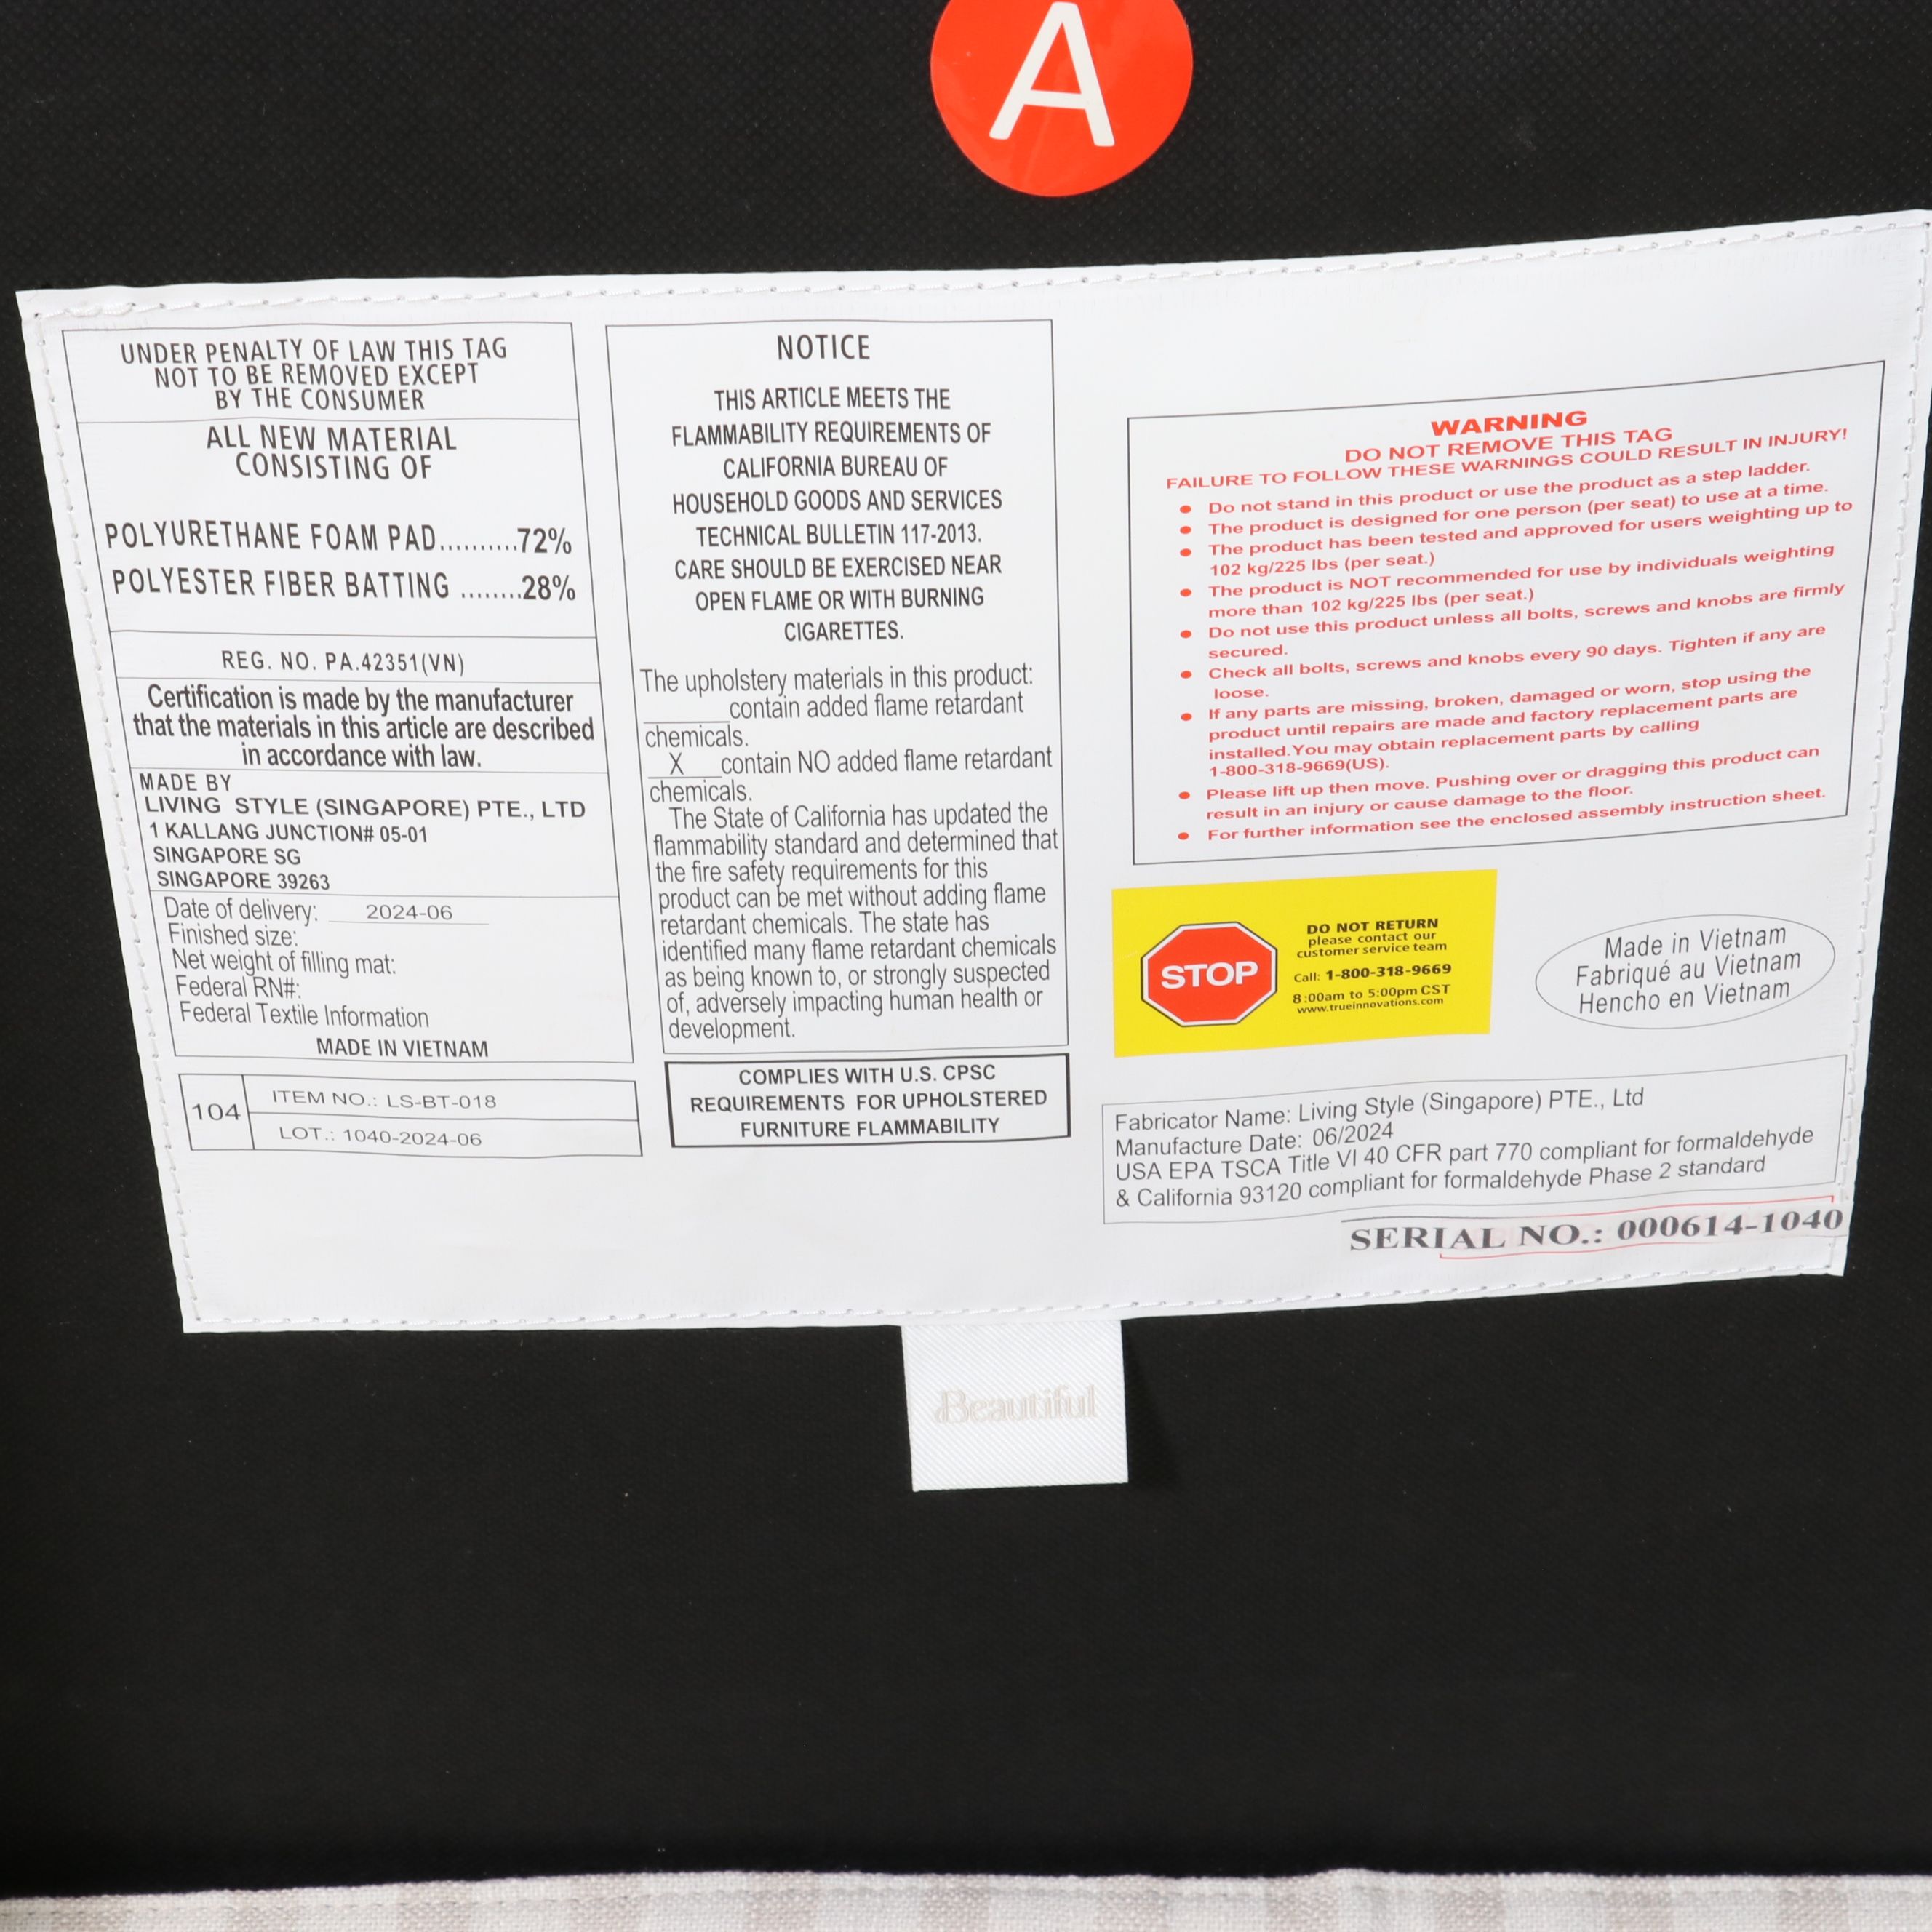 A
UNDER PENALTY OF LAW THIS TAG
NOT TO BE REMOVED EXCEPT
BY THE CONSUMER
ALL NEW MATERIAL
CONSISTING OF
POLYURETHANE FOAM PAD..........72%
POLYESTER FIBER BATTING ........28%
REG. NO. PA.42351(VN)
Certification is made by the manufacturer
that the materials in this article are described
in accordance with law.
MADE BY
LIVING STYLE (SINGAPORE) PTE., LTD
1 KALLANG JUNCTION# 05-01
SINGAPORE SG
SINGAPORE 39263
Date of delivery: 2024-06
Finished size:
Net weight of filling mat:
Federal RN#:
Federal Textile Information
MADE IN VIETNAM
104
ITEM NO.: LS-BT-018
LOT.: 1040-2024-06
NOTICE
THIS ARTICLE MEETS THE
FLAMMABILITY REQUIREMENTS OF
CALIFORNIA BUREAU OF
HOUSEHOLD GOODS AND SERVICES
TECHNICAL BULLETIN 117-2013.
CARE SHOULD BE EXERCISED NEAR
OPEN FLAME OR WITH BURNING
CIGARETTES.
The upholstery materials in this product:
______contain added flame retardant
chemicals.
X contain NO added flame retardant
chemicals.
The State of California has updated the
flammability standard and determined that
the fire safety requirements for this
product can be met without adding flame
retardant chemicals. The state has
identified many flame retardant chemicals
as being known to, or strongly suspected
of, adversely impacting human health or
development.
COMPLIES WITH U.S. CPSC
REQUIREMENTS FOR UPHOLSTERED
FURNITURE FLAMMABILITY
WARNING
DO NOT REMOVE THIS TAG
FAILURE TO FOLLOW THESE WARNINGS COULD RESULT IN INJURY!
● Do not stand in this product or use the product as a step ladder.
● The product is designed for one person (per seat) to use at a time.
● The product has been tested and approved for users weighting up to
102 kg/225 lbs (per seat.)
● The product is NOT recommended for use by individuals weighting
more than 102 kg/225 lbs (per seat.)
● Do not use this product unless all bolts, screws and knobs are firmly
secured.
● Check all bolts, screws and knobs every 90 days. Tighten if any are
loose.
● If any parts are missing, broken, damaged or worn, stop using the
product until repairs are made and factory replacement parts are
installed.You may obtain replacement parts by calling
1-800-318-9669(US).
● Please lift up then move. Pushing over or dragging this product can
result in an injury or cause damage to the floor.
● For further information see the enclosed assembly instruction sheet.
STOP
DO NOT RETURN
please contact our
customer service team
Call: 1-800-318-9669
8:00am to 5:00pm CST
www.trueinnovations.com
Made in Vietnam
Fabriqué au Vietnam
Hencho en Vietnam
Fabricator Name: Living Style (Singapore) PTE., Ltd
Manufacture Date: 06/2024
USA EPA TSCA Title VI 40 CFR part 770 compliant for formaldehyde
& California 93120 compliant for formaldehyde Phase 2 standard
SERIAL NO.: 000614-1040
Beautiful